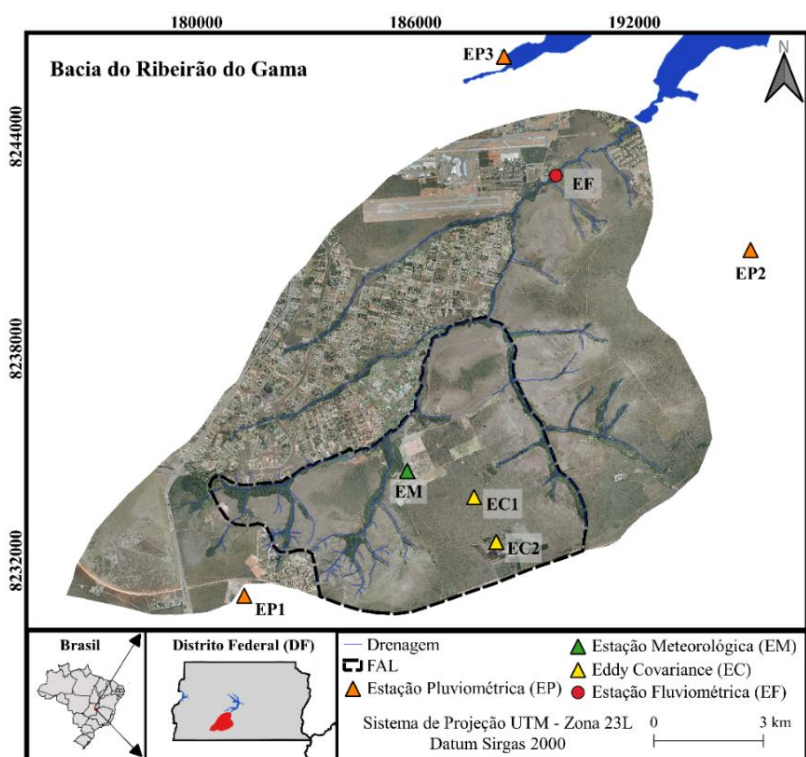 180000
186000
192000
Bacia do Ribeirão do Gama
EP3
N
8244000
EF
EP2
8238000
EM
EC1
EC2
8232000
EP1
Brasil
Distrito Federal (DF)
Drenagem
FAL
Estação Pluviométrica (EP)
Estação Meteorológica (EM)
Eddy Covariance (EC)
Estação Fluviométrica (EF)
Sistema de Projeção UTM - Zona 23L
Datum Sirgas 2000
0
3 km